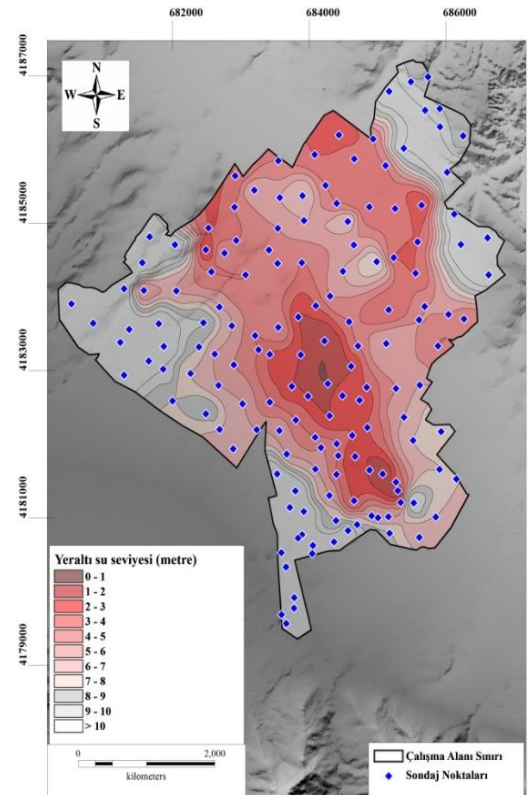 682000 684000 686000
4187000
4185000
4183000
4181000
4179000
N
W E
S
Yeraltı su seviyesi (metre)
0 - 1
1 - 2
2 - 3
3 - 4
4 - 5
5 - 6
6 - 7
7 - 8
8 - 9
9 - 10
> 10
0 2,000
kilometers
Çalışma Alanı Sınırı
Sondaj Noktaları